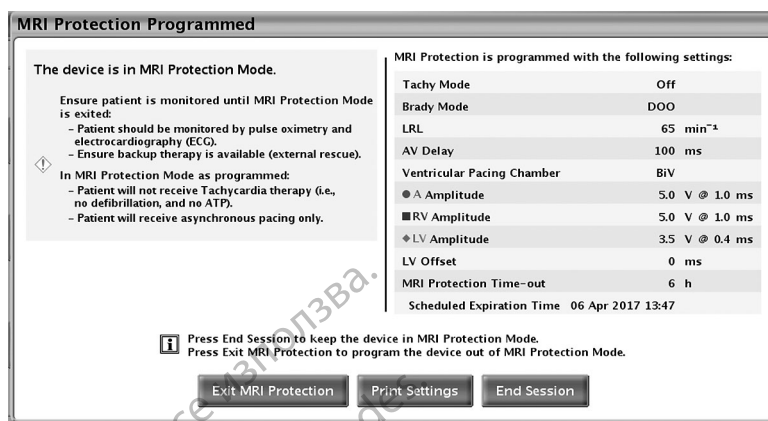 MRI Protection Programmed
The device is in MRI Protection Mode.
Ensure patient is monitored until MRI Protection Mode
is exited:
– Patient should be monitored by pulse oximetry and
electrocardiography (ECG).
– Ensure backup therapy is available (external rescue).
In MRI Protection Mode as programmed:
– Patient will not receive Tachycardia therapy (i.e.,
no defibrillation, and no ATP).
– Patient will receive asynchronous pacing only.
MRI Protection is programmed with the following settings:
Tachy Mode Off
Brady Mode DOO
LRL 65 min⁻¹
AV Delay 100 ms
Ventricular Pacing Chamber BiV
A Amplitude 5.0 V @ 1.0 ms
RV Amplitude 5.0 V @ 1.0 ms
LV Amplitude 3.5 V @ 0.4 ms
LV Offset 0 ms
MRI Protection Time-out 6 h
Scheduled Expiration Time 06 Apr 2017 13:47
Press End Session to keep the device in MRI Protection Mode.
Press Exit MRI Protection to program the device out of MRI Protection Mode.
Exit MRI Protection Print Settings End Session
използва.